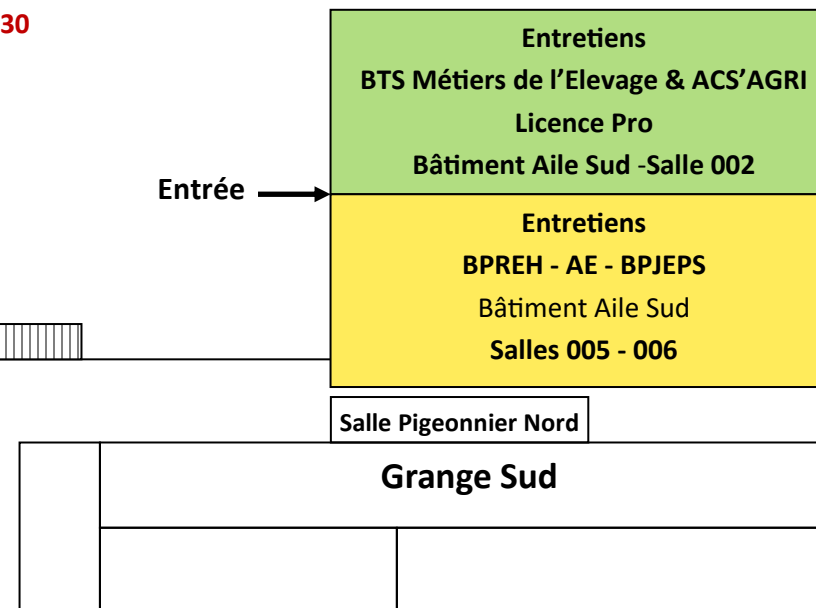 30
Entretiens
BTS Métiers de l'Elevage & ACS'AGRI
Licence Pro
Bâtiment Aile Sud -Salle 002
Entrée
Entretiens
BPREH - AE - BPJEPS
Bâtiment Aile Sud
Salles 005 - 006
Salle Pigeonnier Nord
Grange Sud